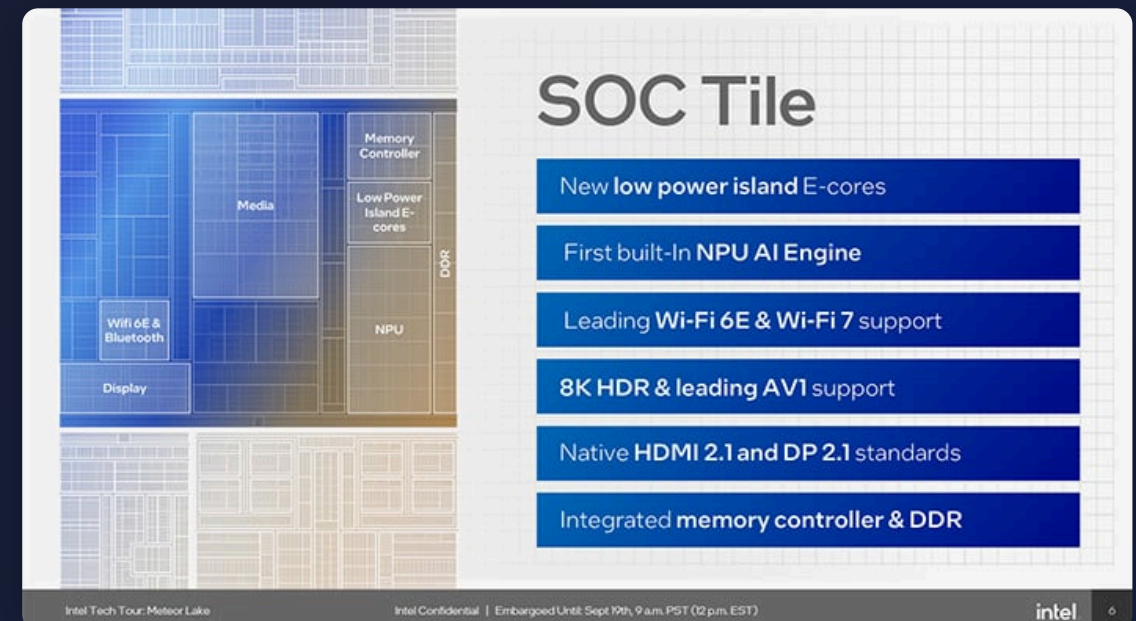 SOC Tile
Memory
Controller
Media
Low Power
Island E-
cores
DDR
Wifi 6E &
Bluetooth
NPU
Display
New low power island E-cores
First built-In NPU AI Engine
Leading Wi-Fi 6E & Wi-Fi 7 support
8K HDR & leading AV1 support
Native HDMI 2.1 and DP 2.1 standards
Integrated memory controller & DDR
Intel Tech Tour: Meteor Lake
Intel Confidential | Embargoed Until: Sept 19th, 9 a.m. PST (12 p.m. EST)
intel
6